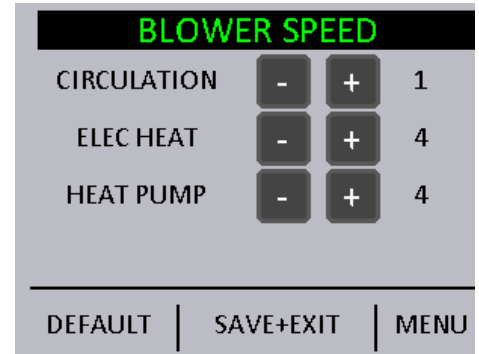 BLOWER SPEED
CIRCULATION - + 1
ELEC HEAT - + 4
HEAT PUMP - + 4
DEFAULT SAVE+EXIT MENU